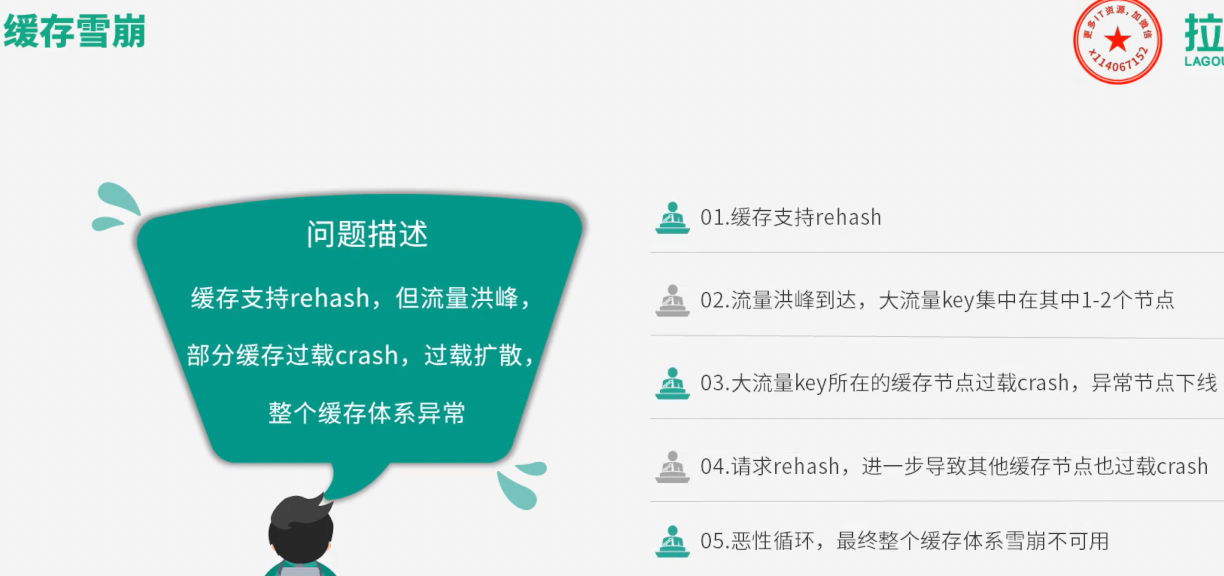 缓存雪崩
更多IT资源,加微信
x114067152
拉
LAGOU
问题描述
缓存支持rehash，但流量洪峰，
部分缓存过载crash，过载扩散，
整个缓存体系异常
01.缓存支持rehash
02.流量洪峰到达，大流量key集中在其中1-2个节点
03.大流量key所在的缓存节点过载crash，异常节点下线
04.请求rehash，进一步导致其他缓存节点也过载crash
05.恶性循环，最终整个缓存体系雪崩不可用